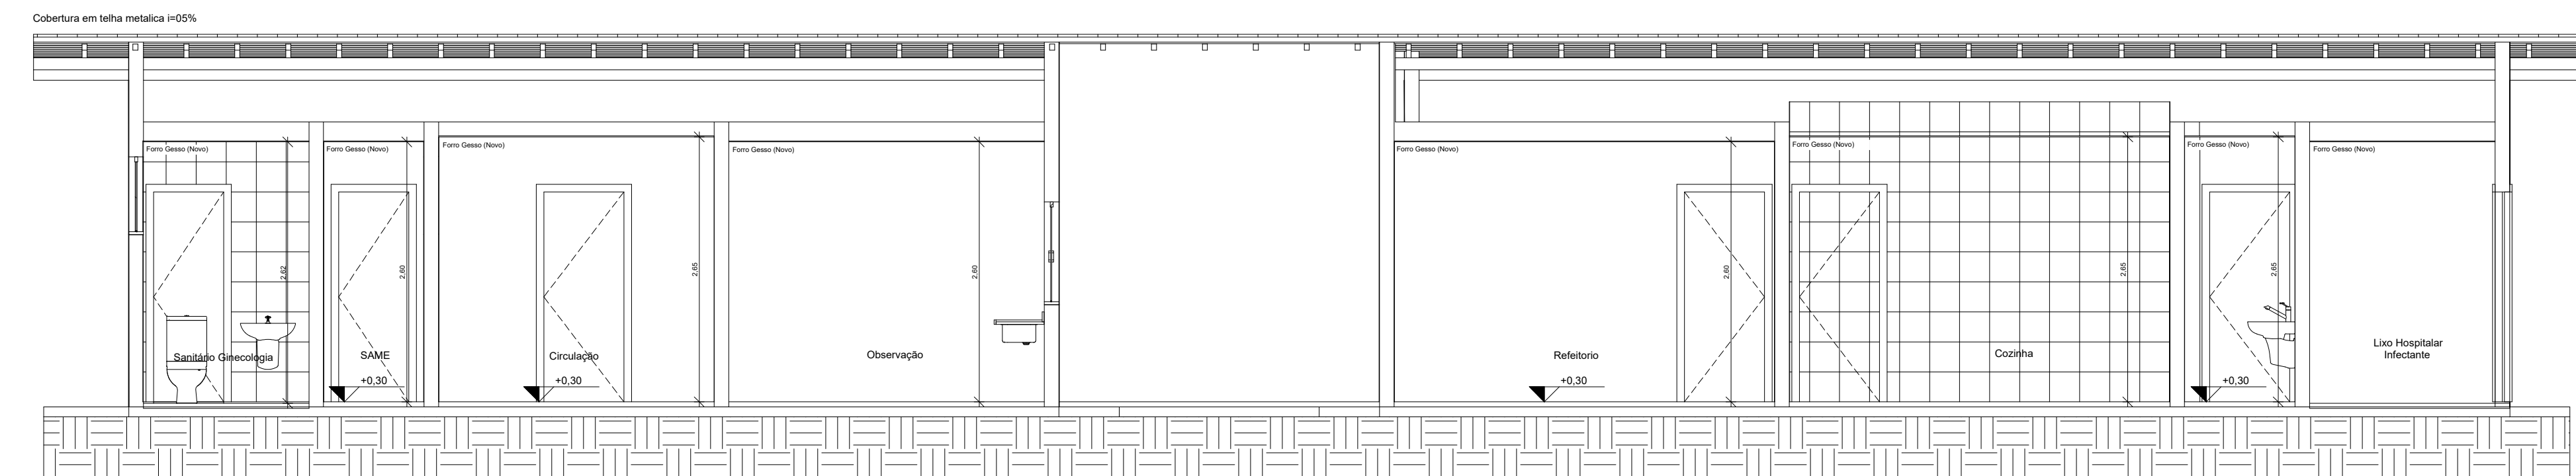 Cobertura em telha metalica i=05%
Forro Gesso (Novo)
Forro Gesso (Novo)
Forro Gesso (Novo)
Forro Gesso (Novo)
Forro Gesso (Novo)
Forro Gesso (Novo)
Forro Gesso (Novo)
Forro Gesso (Novo)
2,62
2,60
2,65
2,60
2,60
2,65
2,65
Sanitário Ginecologia
SAME
Circulação
Observação
Refeitorio
Cozinha
Lixo Hospitalar
Infectante
+0,30
+0,30
+0,30
+0,30